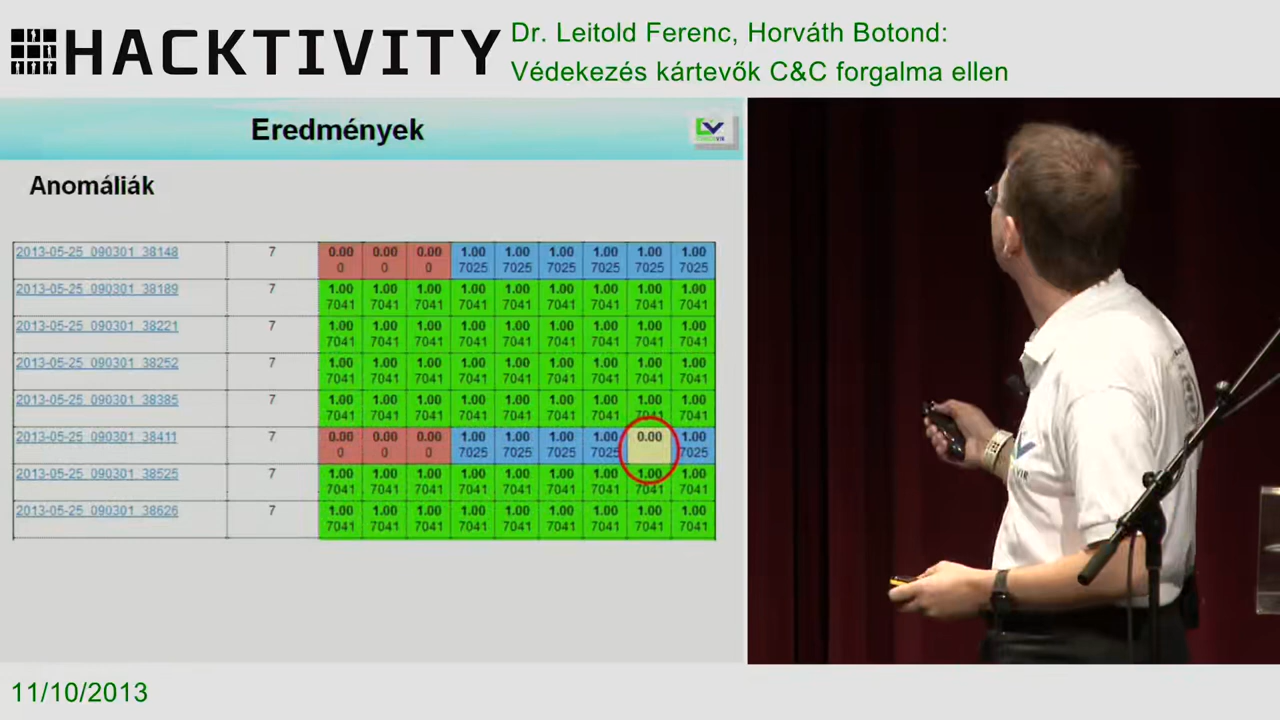 HACKTIVITY
Dr. Leitold Ferenc, Horváth Botond:
Védekezés kártevők C&C forgalma ellen
Eredmények
Anomáliák
2013-05-25_090301_38148 7 0.00 0.00 0.00 1.00 1.00 1.00 1.00 1.00 1.00
0 0 0 7025 7025 7025 7025 7025 7025
2013-05-25_090301_38189 7 1.00 1.00 1.00 1.00 1.00 1.00 1.00 1.00 1.00
7041 7041 7041 7041 7041 7041 7041 7041 7041
2013-05-25_090301_38221 7 1.00 1.00 1.00 1.00 1.00 1.00 1.00 1.00 1.00
7041 7041 7041 7041 7041 7041 7041 7041 7041
2013-05-25_090301_38252 7 1.00 1.00 1.00 1.00 1.00 1.00 1.00 1.00 1.00
7041 7041 7041 7041 7041 7041 7041 7041 7041
2013-05-25_090301_38385 7 1.00 1.00 1.00 1.00 1.00 1.00 1.00 1.00 1.00
7041 7041 7041 7041 7041 7041 7041 7041 7041
2013-05-25_090301_38411 7 0.00 0.00 0.00 1.00 1.00 1.00 1.00 0.00 1.00
0 0 0 7025 7025 7025 7025 7025
2013-05-25_090301_38525 7 1.00 1.00 1.00 1.00 1.00 1.00 1.00 1.00 1.00
7041 7041 7041 7041 7041 7041 7041 7041 7041
2013-05-25_090301_38626 7 1.00 1.00 1.00 1.00 1.00 1.00 1.00 1.00 1.00
7041 7041 7041 7041 7041 7041 7041 7041 7041
11/10/2013